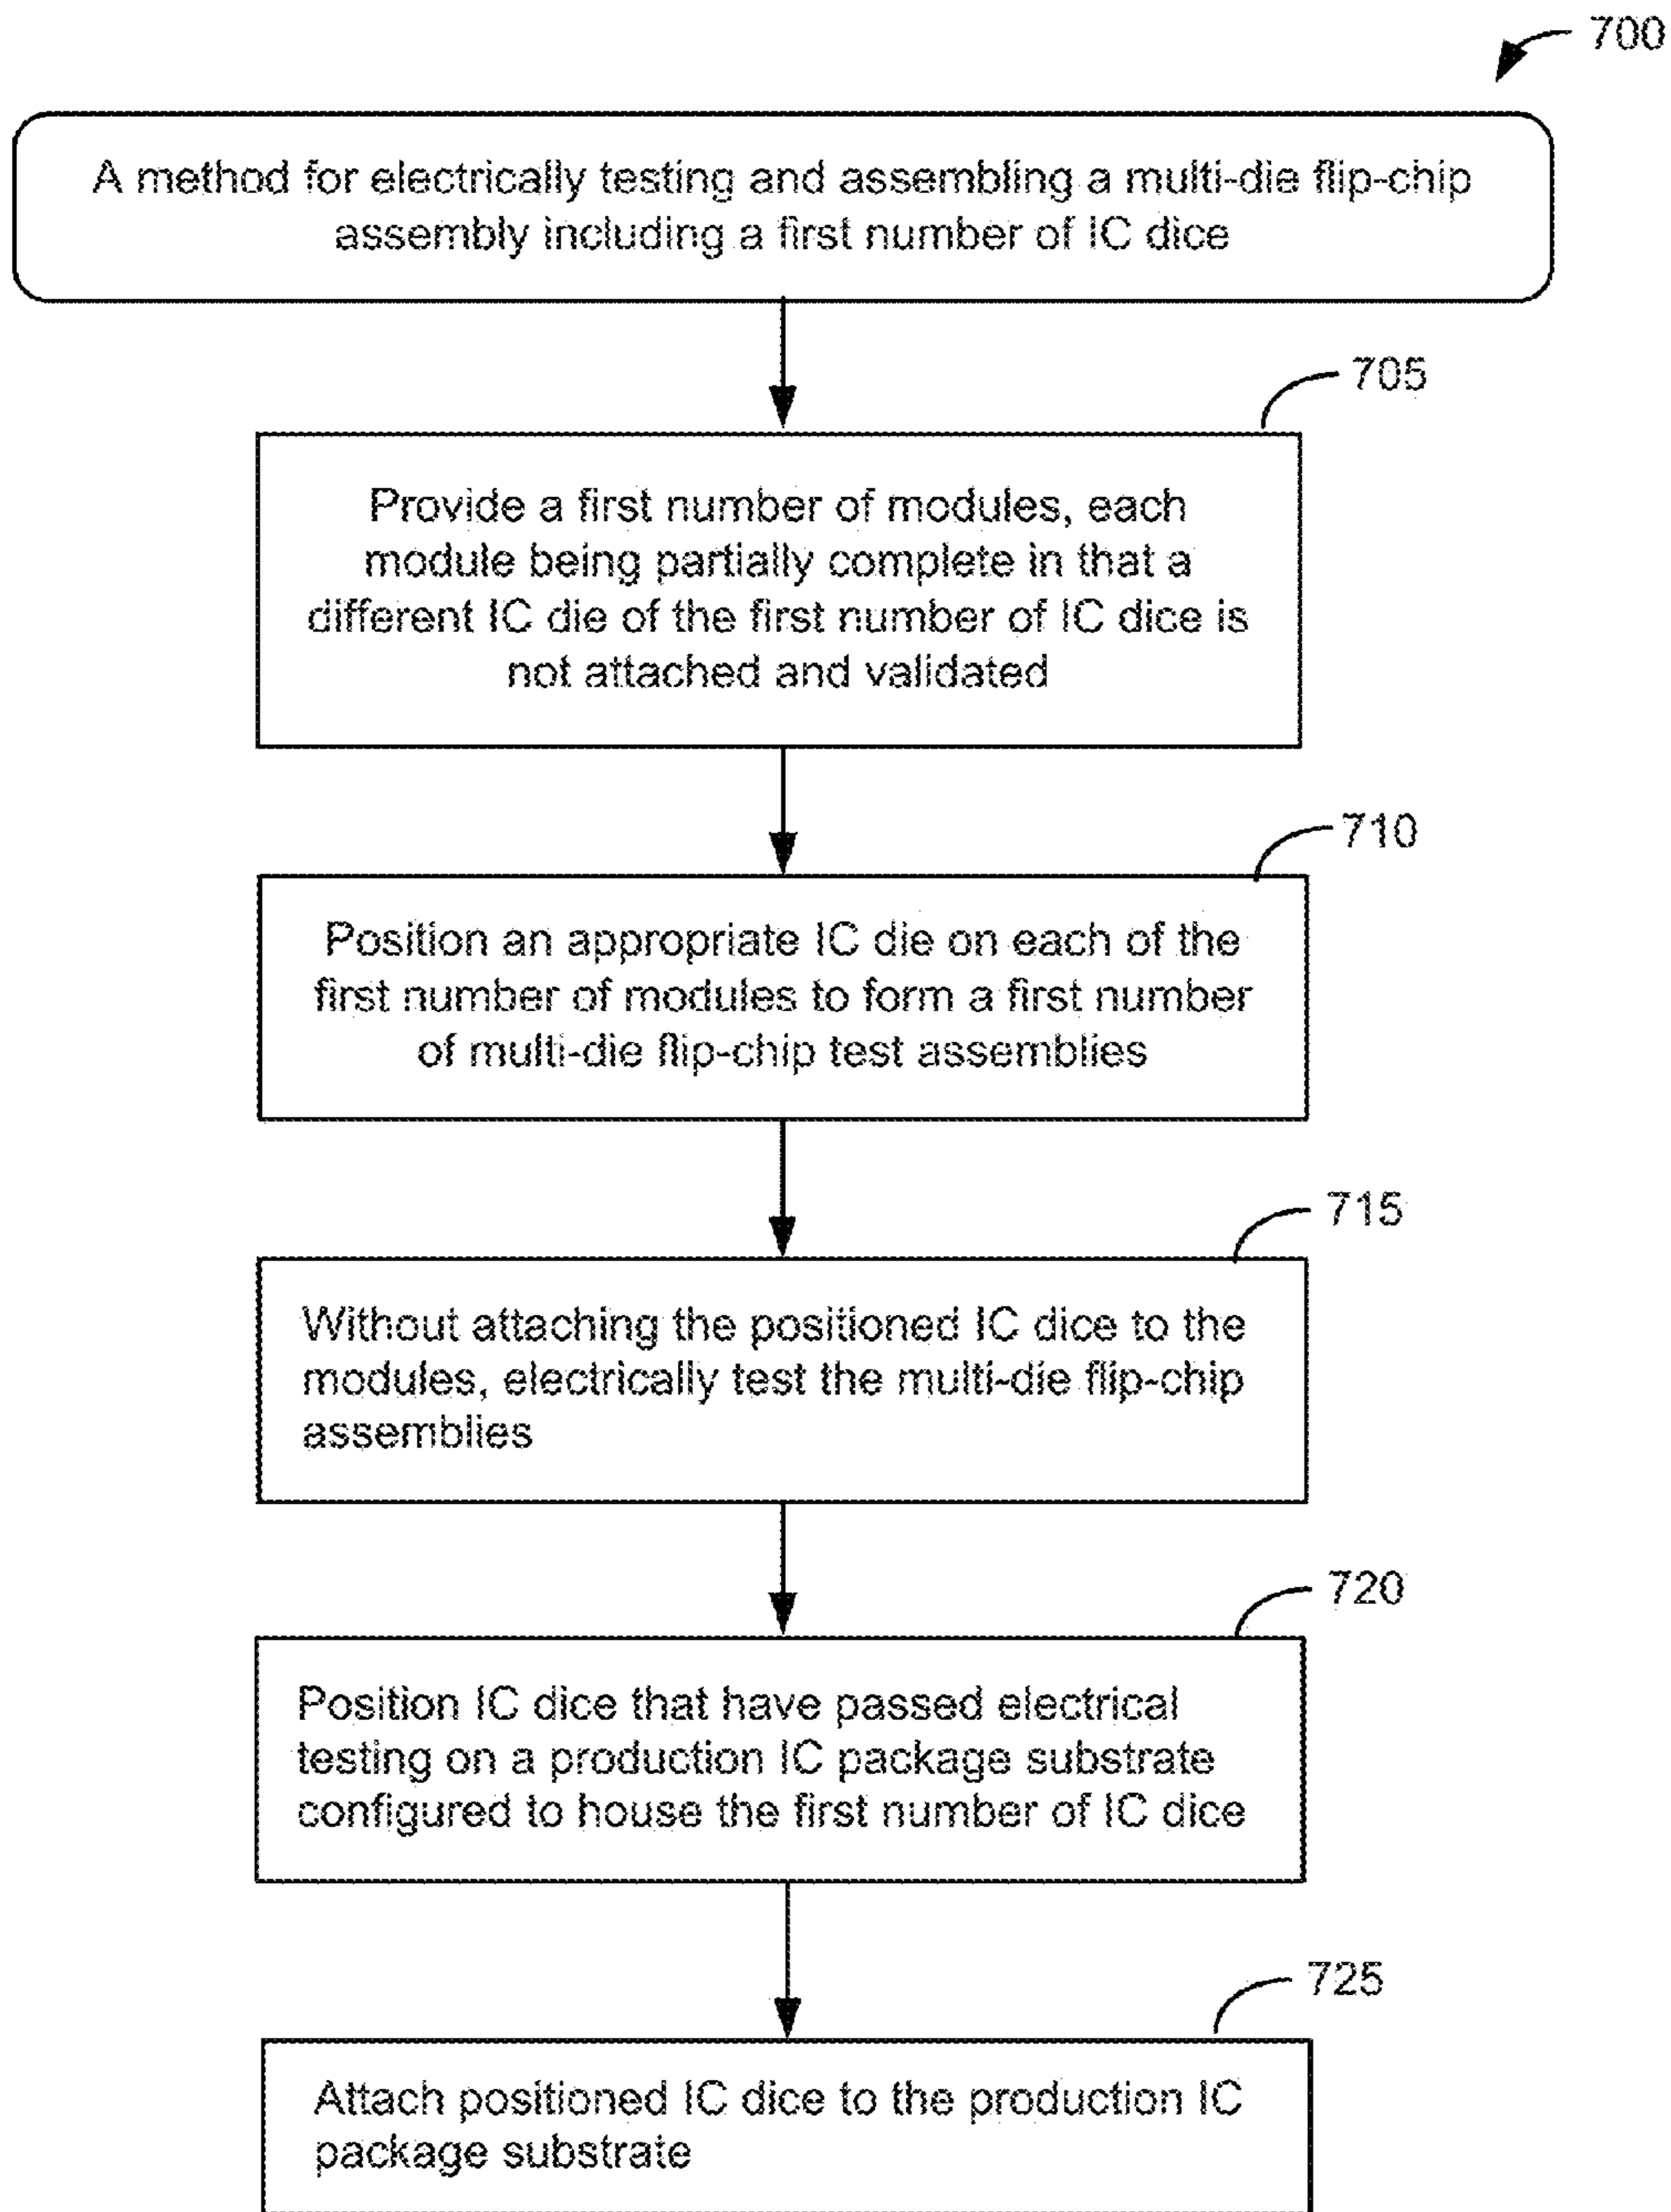 700
A method for electrically testing and assembling a multi-die flip-chip
assembly including a first number of IC dice
705
Provide a first number of modules, each
module being partially complete in that a
different IC die of the first number of IC dice is
not attached and validated
710
Position an appropriate IC die on each of the
first number of modules to form a first number
of multi-die flip-chip test assemblies
715
Without attaching the positioned IC dice to the
modules, electrically test the multi-die flip-chip
assemblies
720
Position IC dice that have passed electrical
testing on a production IC package substrate
configured to house the first number of IC dice
725
Attach positioned IC dice to the production IC
package substrate